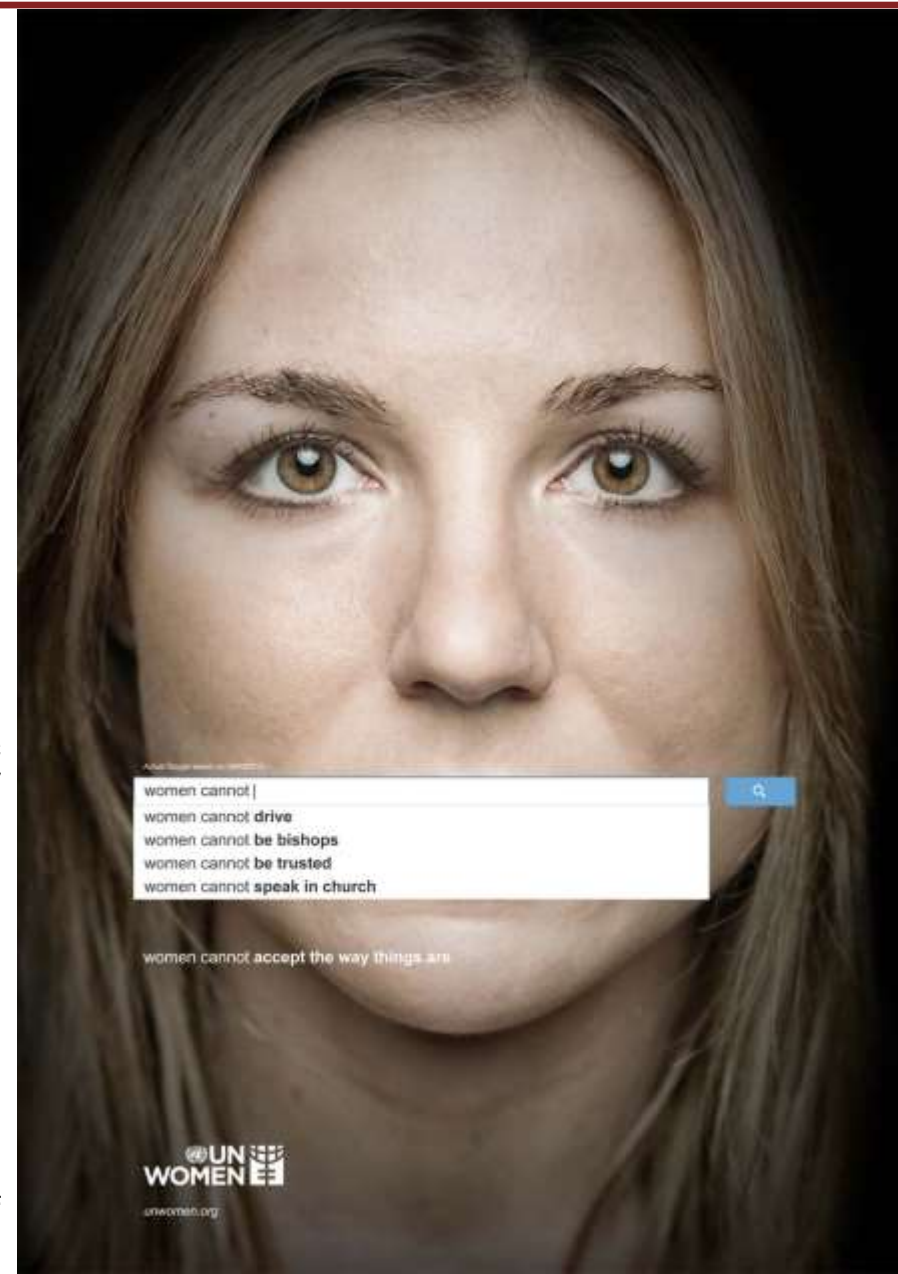 women cannot
women cannot drive
women cannot be bishops
women cannot be trusted
women cannot speak in church
women cannot accept the way things are
UN
WOMEN
unwomen.org